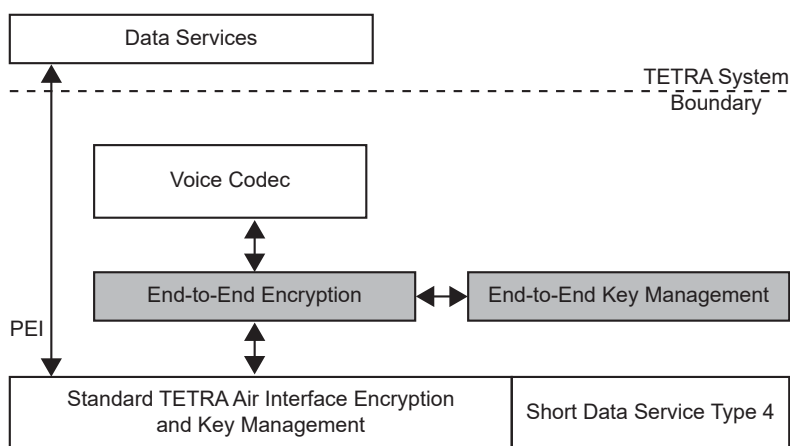 Data Services
TETRA System
Boundary
Voice Codec
End-to-End Encryption
End-to-End Key Management
PEI
Standard TETRA Air Interface Encryption
and Key Management
Short Data Service Type 4